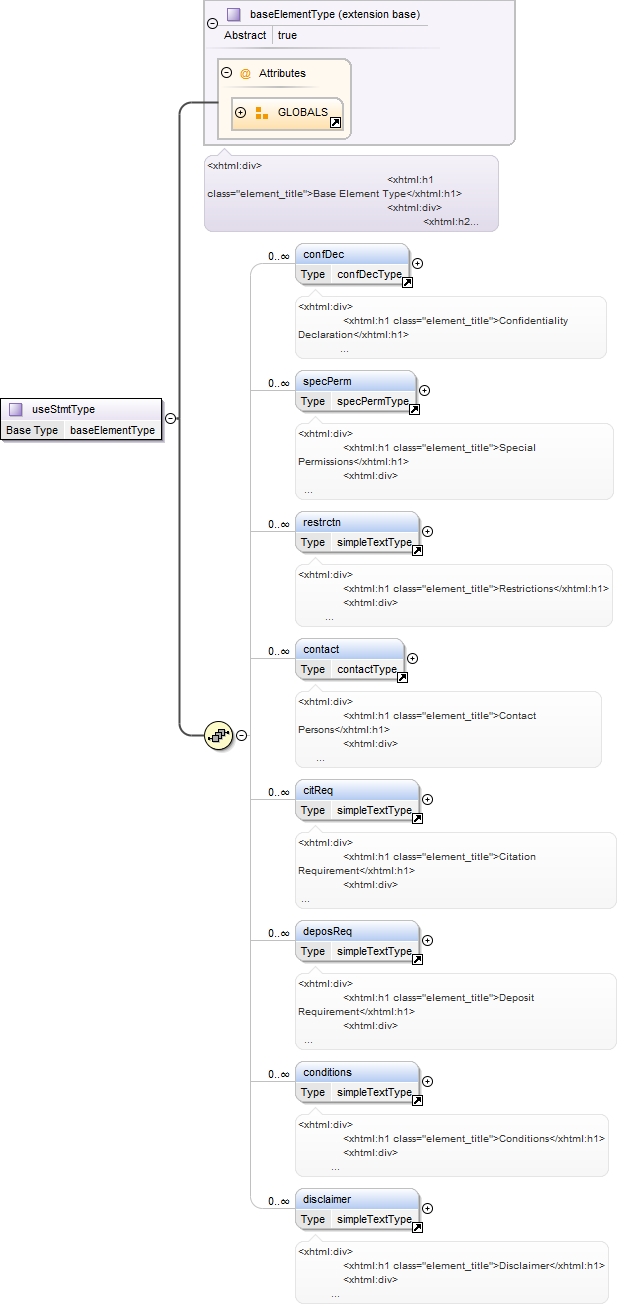 baseElementType (extension base)
Abstract true
@ Attributes
GLOBALS
<xhtml:div>
<xhtml:h1
class="element_title">Base Element Type</xhtml:h1>
<xhtml:div>
<xhtml:h2...
0..∞ confDec
Type confDecType
<xhtml:div>
<xhtml:h1 class="element_title">Confidentiality
Declaration</xhtml:h1>
...
0..∞ specPerm
Type specPermType
useStmtType
Base Type baseElementType
<xhtml:div>
<xhtml:h1 class="element_title">Special
Permissions</xhtml:h1>
<xhtml:div>
...
0..∞ restrctn
Type simpleTextType
<xhtml:div>
<xhtml:h1 class="element_title">Restrictions</xhtml:h1>
<xhtml:div>
...
0..∞ contact
Type contactType
<xhtml:div>
<xhtml:h1 class="element_title">Contact
Persons</xhtml:h1>
<xhtml:div>
...
0..∞ citReq
Type simpleTextType
<xhtml:div>
<xhtml:h1 class="element_title">Citation
Requirement</xhtml:h1>
<xhtml:div>
...
0..∞ deposReq
Type simpleTextType
<xhtml:div>
<xhtml:h1 class="element_title">Deposit
Requirement</xhtml:h1>
<xhtml:div>
...
0..∞ conditions
Type simpleTextType
<xhtml:div>
<xhtml:h1 class="element_title">Conditions</xhtml:h1>
<xhtml:div>
...
0..∞ disclaimer
Type simpleTextType
<xhtml:div>
<xhtml:h1 class="element_title">Disclaimer</xhtml:h1>
<xhtml:div>
...